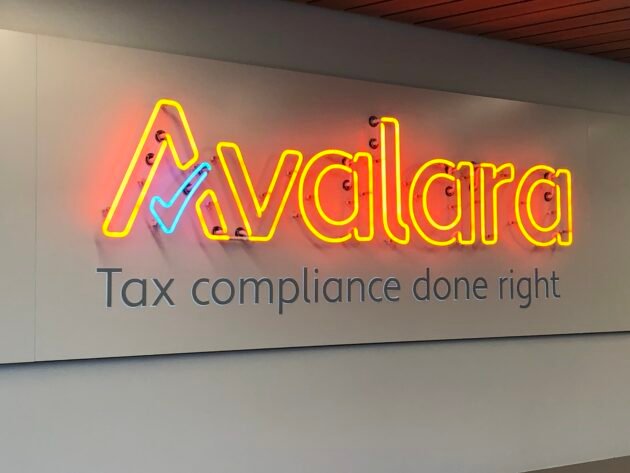 Avalara
Tax compliance done right